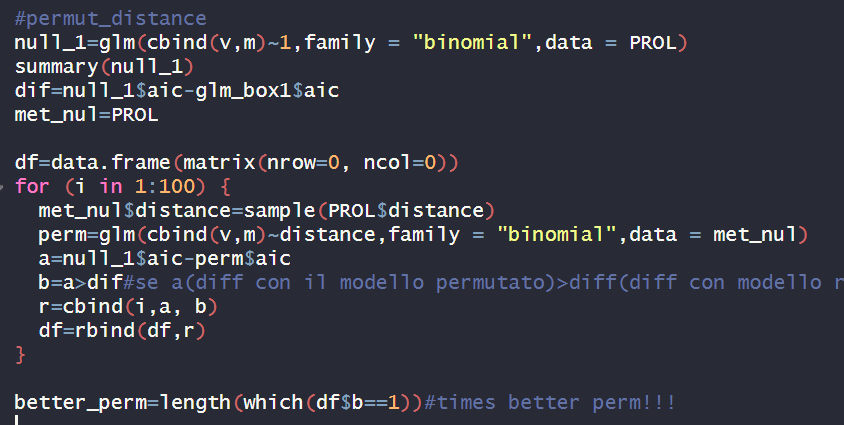 #permut_distance
null_1=glm(cbind(v,m)~1,family = "binomial",data = PROL)
summary(null_1)
dif=null_1$aic-glm_box1$aic
met_nul=PROL
df=data.frame(matrix(nrow=0, ncol=0))
for (i in 1:100) {
met_nul$distance=sample(PROL$distance)
perm=glm(cbind(v,m)~distance,family = "binomial",data = met_nul)
a=null_1$aic-perm$aic
b=a>dif#se a(diff con il modello permutato)>diff(diff con modello
r=cbind(i,a, b)
df=rbind(df,r)
}
better_perm=length(which(df$b==1))#times better perm!!!